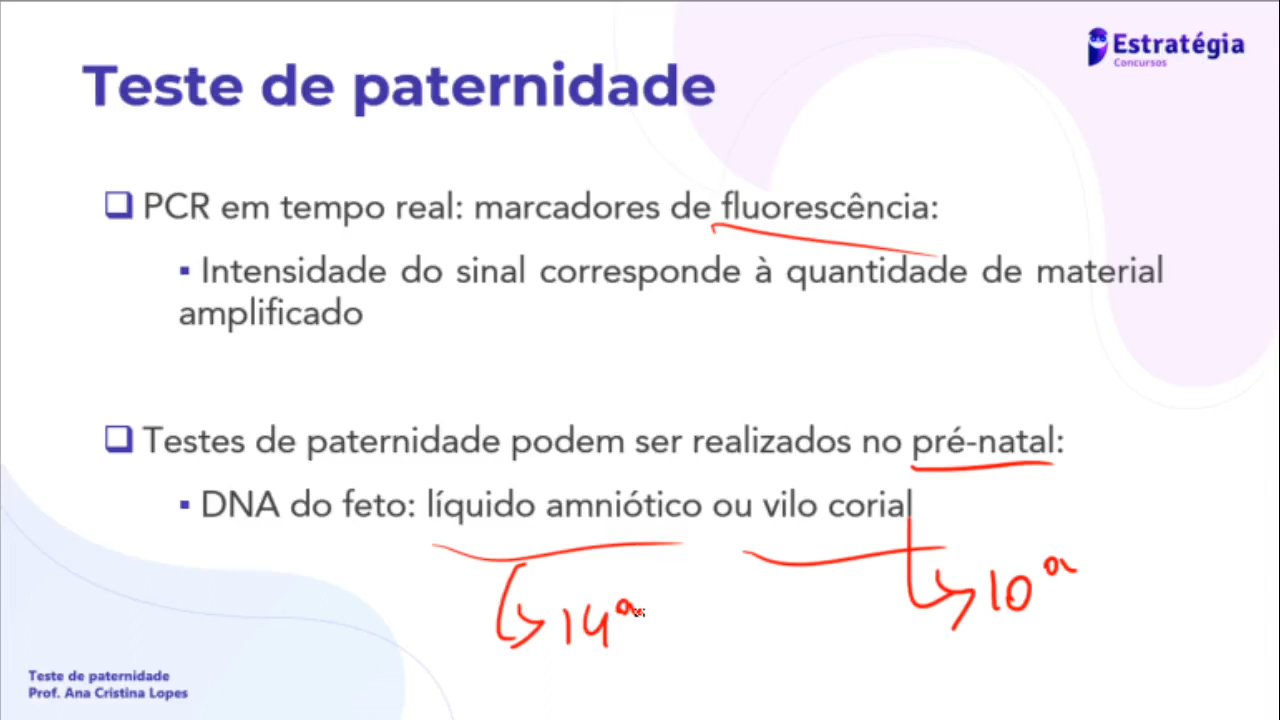 Estratégia
Concursos
Teste de paternidade
PCR em tempo real: marcadores de fluorescência:
Intensidade do sinal corresponde à quantidade de material
amplificado
Testes de paternidade podem ser realizados no pré-natal:
DNA do feto: líquido amniótico ou vilo corial
14ª
10ª
Teste de paternidade
Prof. Ana Cristina Lopes